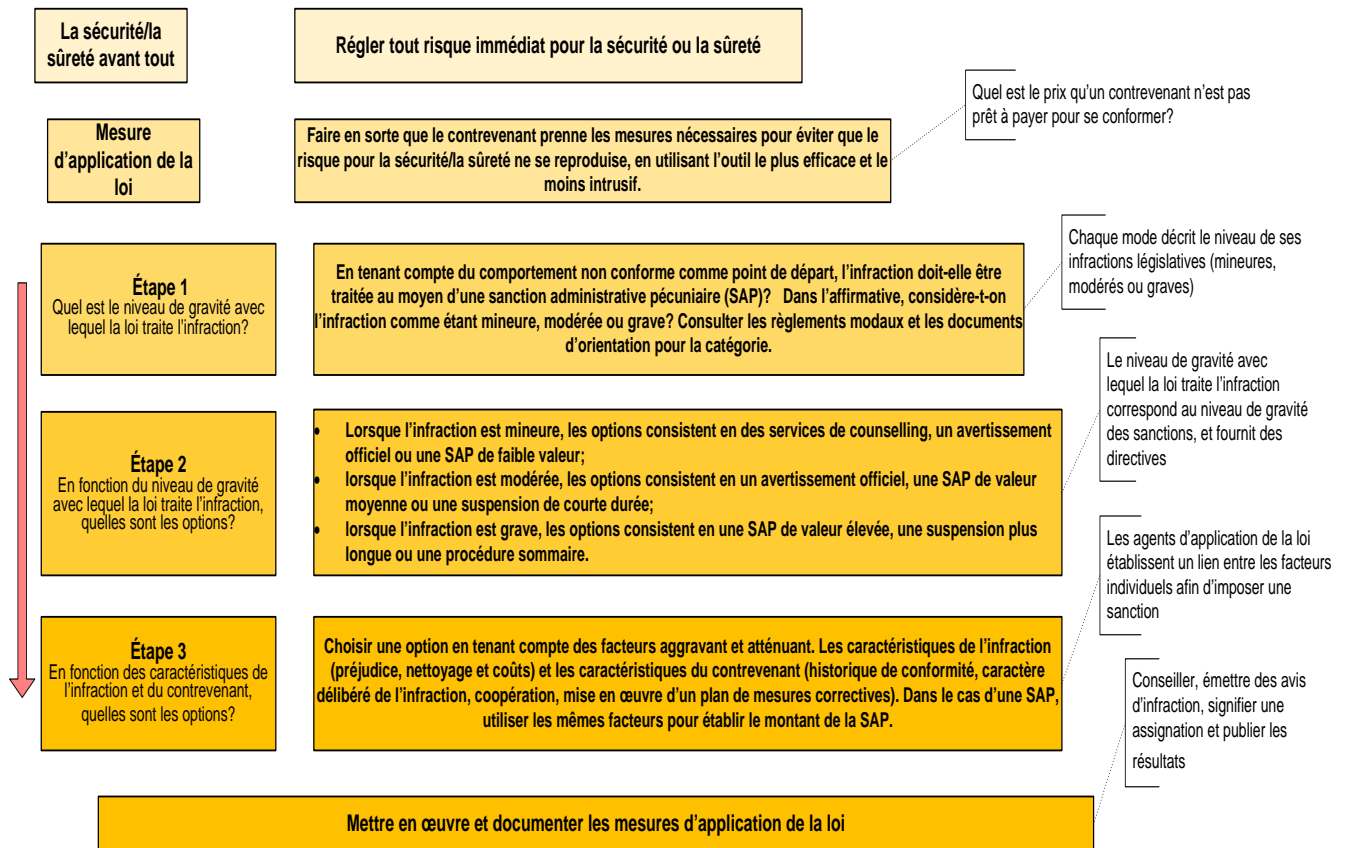 La sécurité/la
sûreté avant tout
Régler tout risque immédiat pour la sécurité ou la sûreté
Quel est le prix qu'un contrevenant n'est pas
prêt à payer pour se conformer?
Mesure
d'application de la
loi
Faire en sorte que le contrevenant prenne les mesures nécessaires pour éviter que le
risque pour la sécurité/la sûreté ne se reproduise, en utilisant l'outil le plus efficace et le
moins intrusif.
Chaque mode décrit le niveau de ses
infractions législatives (mineures,
modérés ou graves)
Étape 1
Quel est le niveau de gravité avec
lequel la loi traite l'infraction?
En tenant compte du comportement non conforme comme point de départ, l'infraction doit-elle être
traitée au moyen d'une sanction administrative pécuniaire (SAP)? Dans l'affirmative, considère-t-on
l'infraction comme étant mineure, modérée ou grave? Consulter les règlements modaux et les documents
d'orientation pour la catégorie.
Le niveau de gravité avec
lequel la loi traite l'infraction
correspond au niveau de gravité
des sanctions, et fournit des
directives
Étape 2
En fonction du niveau de gravité
avec lequel la loi traite l'infraction,
quelles sont les options?
• Lorsque l'infraction est mineure, les options consistent en des services de counselling, un avertissement
officiel ou une SAP de faible valeur;
• lorsque l'infraction est modérée, les options consistent en un avertissement officiel, une SAP de valeur
moyenne ou une suspension de courte durée;
• lorsque l'infraction est grave, les options consistent en une SAP de valeur élevée, une suspension plus
longue ou une procédure sommaire.
Les agents d'application de la loi
établissent un lien entre les facteurs
individuels afin d'imposer une
sanction
Étape 3
En fonction des caractéristiques de
l'infraction et du contrevenant,
quelles sont les options?
Choisir une option en tenant compte des facteurs aggravant et atténuant. Les caractéristiques de l'infraction
(préjudice, nettoyage et coûts) et les caractéristiques du contrevenant (historique de conformité, caractère
délibéré de l'infraction, coopération, mise en œuvre d'un plan de mesures correctives). Dans le cas d'une SAP,
utiliser les mêmes facteurs pour établir le montant de la SAP.
Conseiller, émettre des avis
d'infraction, signifier une
assignation et publier les
résultats
Mettre en œuvre et documenter les mesures d'application de la loi